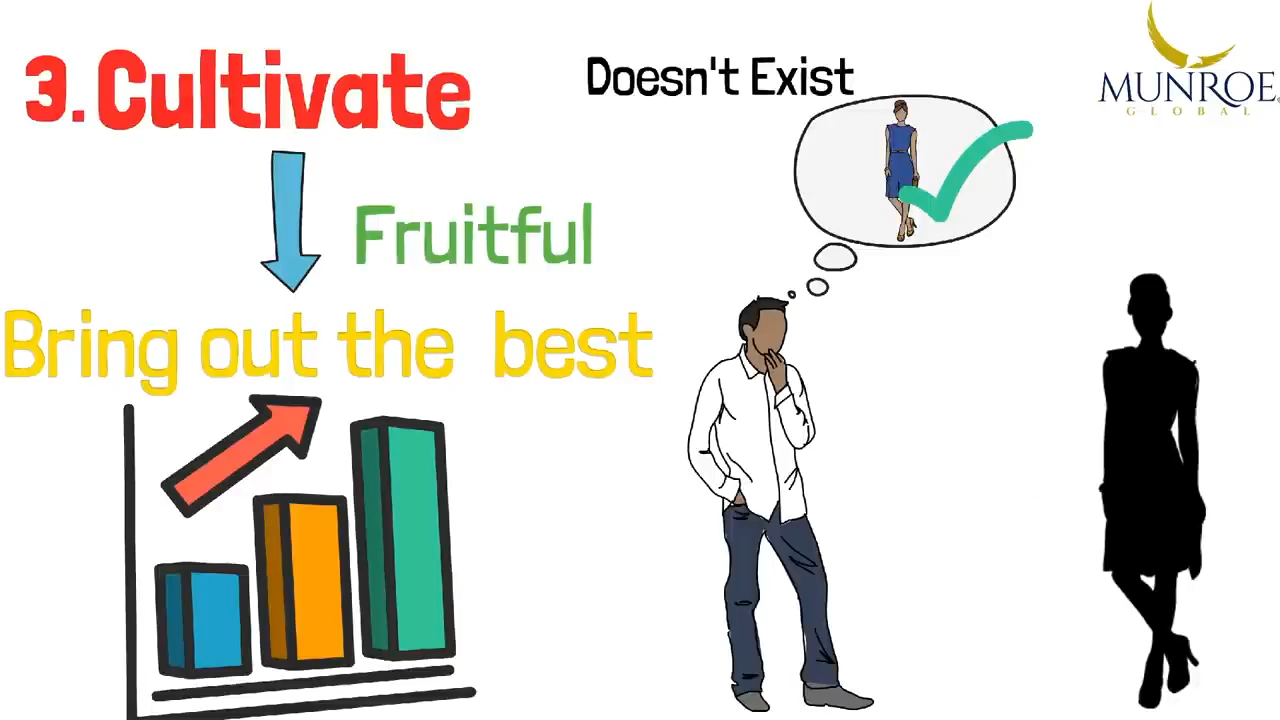 3. Cultivate
Fruitful
Bring out the best
Doesn't Exist
MUNROE
GLOBAL